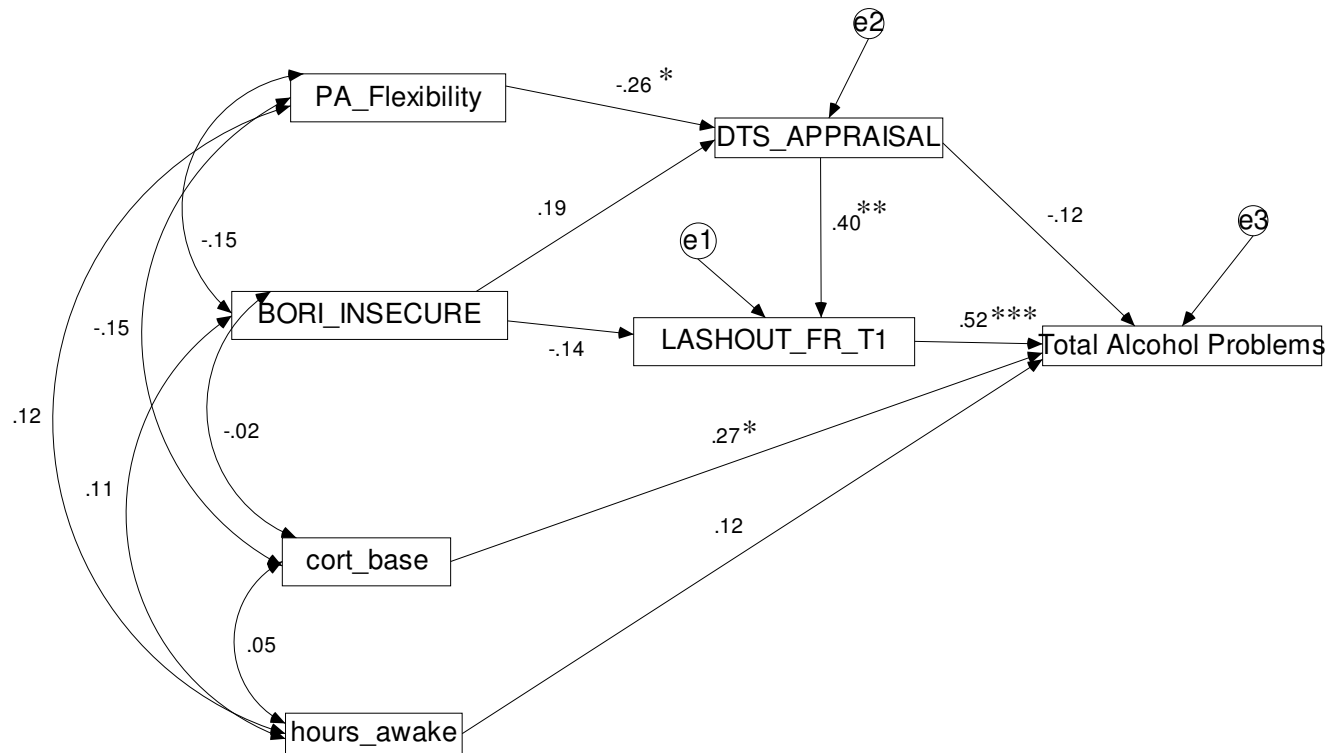 e2
PA_Flexibility
-.26 *
DTS_APPRAISAL
.19
-.15
e1
.40**
-.12
e3
BORI_INSECURE
-.14
LASHOUT_FR_T1
.52***
Total Alcohol Problems
-.15
.12
-.02
.27*
.11
.12
cort_base
.05
hours_awake